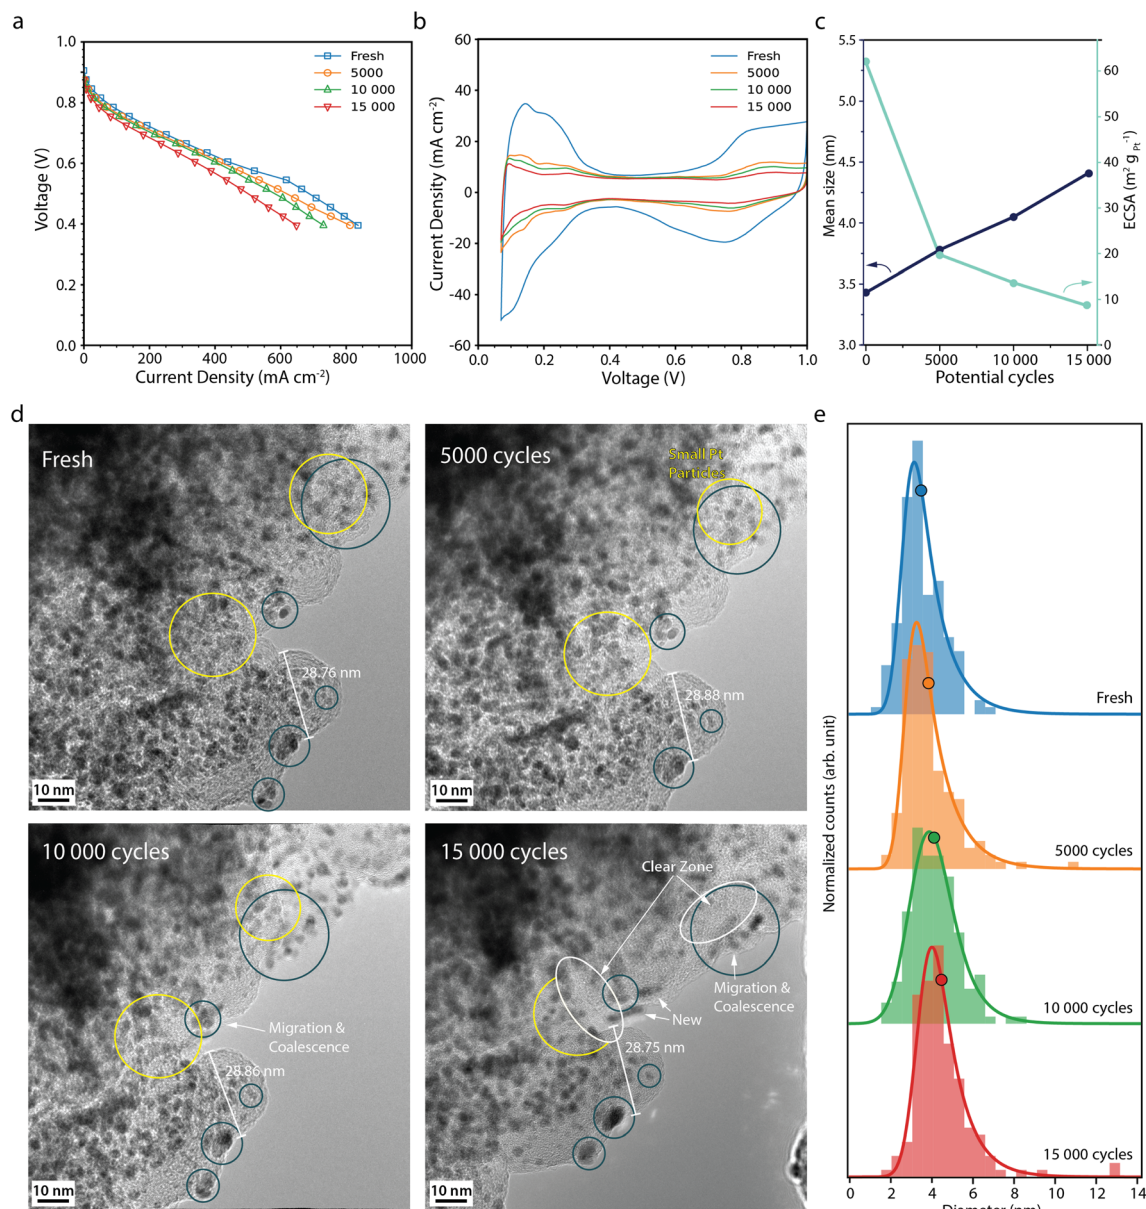 a
1.0
0.8
0.6
0.4
0.2
0.0
Voltage (V)
0
200
400
600
800
1000
Current Density (mA cm-2)
Fresh
5000
10 000
15 000
b
60
40
20
0
-20
-40
-60
Current Density (mA cm-2)
0.0
0.2
0.4
0.6
0.8
1.0
Voltage (V)
Fresh
5000
10 000
15 000
c
5.5
5.0
4.5
4.0
3.5
3.0
Mean size (nm)
60
50
40
30
20
10
0
ECSA (m2 gPt-1)
0
5000
10 000
15 000
Potential cycles
d
Fresh
28.76 nm
10 nm
5000 cycles
Small Pt
Particles
28.88 nm
10 nm
10 000 cycles
Migration &
Coalescence
28.86 nm
10 nm
15 000 cycles
Clear Zone
Migration &
Coalescence
New
28.75 nm
10 nm
e
Normalized counts (arb. unit)
Fresh
5000 cycles
10 000 cycles
15 000 cycles
0
2
4
6
8
10
12
14
Diameter (nm)